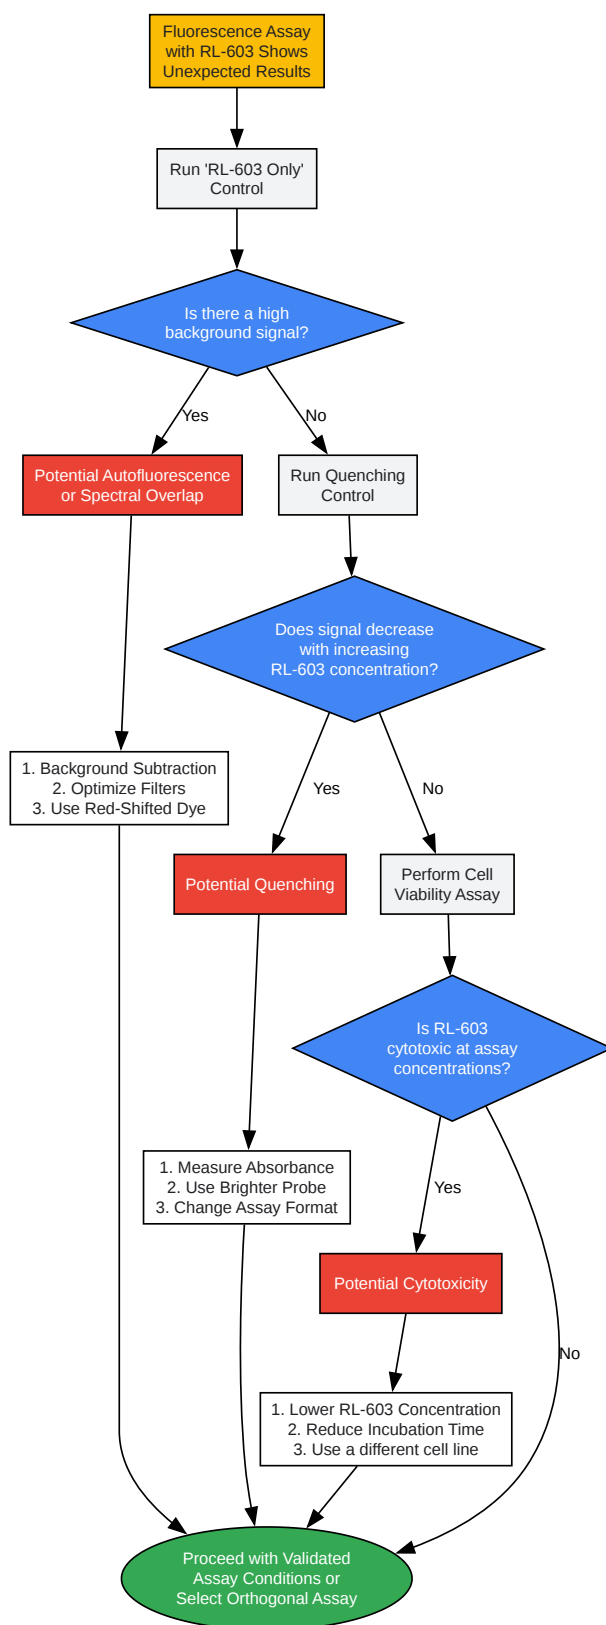 Fluorescence Assay
with RL-603 Shows
Unexpected Results
Run 'RL-603 Only'
Control
Is there a high
background signal?
Yes
No
Potential Autofluorescence
or Spectral Overlap
Run Quenching
Control
Does signal decrease
with increasing
RL-603 concentration?
1. Background Subtraction
2. Optimize Filters
3. Use Red-Shifted Dye
Yes
No
Potential Quenching
Perform Cell
Viability Assay
Is RL-603
cytotoxic at assay
concentrations?
1. Measure Absorbance
2. Use Brighter Probe
3. Change Assay Format
Yes
Potential Cytotoxicity
No
1. Lower RL-603 Concentration
2. Reduce Incubation Time
3. Use a different cell line
Proceed with Validated
Assay Conditions or
Select Orthogonal Assay